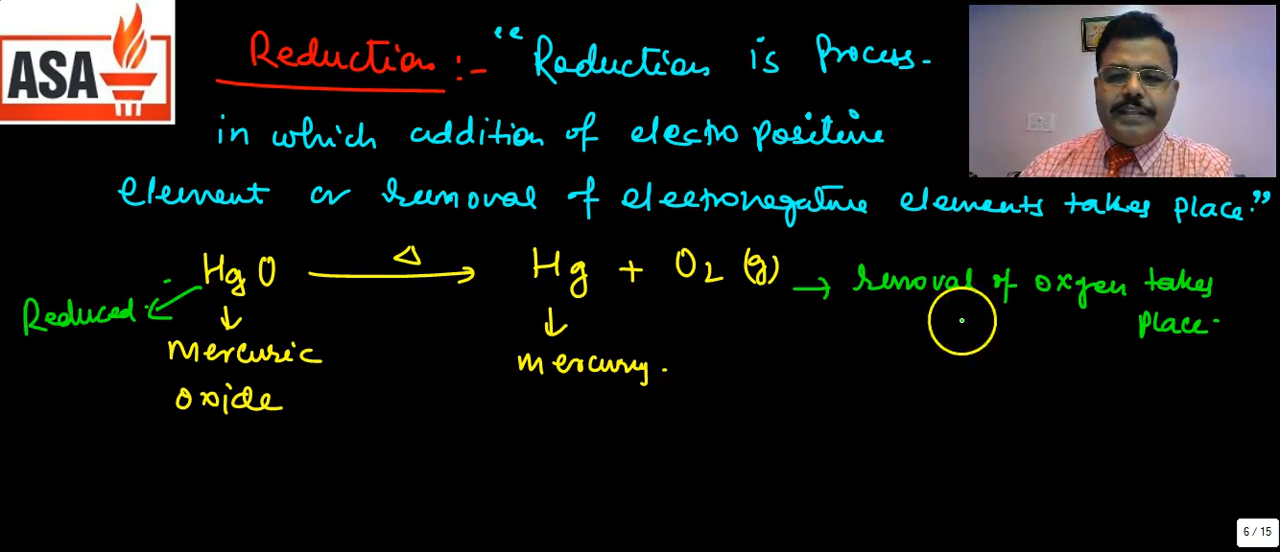 ASA
Reduction :- "Reduction is Process-
in which addition of electro positive
element or removal of electronegative elements takes place."
HgO —Δ→ Hg + O2 (g) → removal of oxygen takes
place.
Reduced. ↓ ↓
Mercuric mercury.
oxide
6 / 15